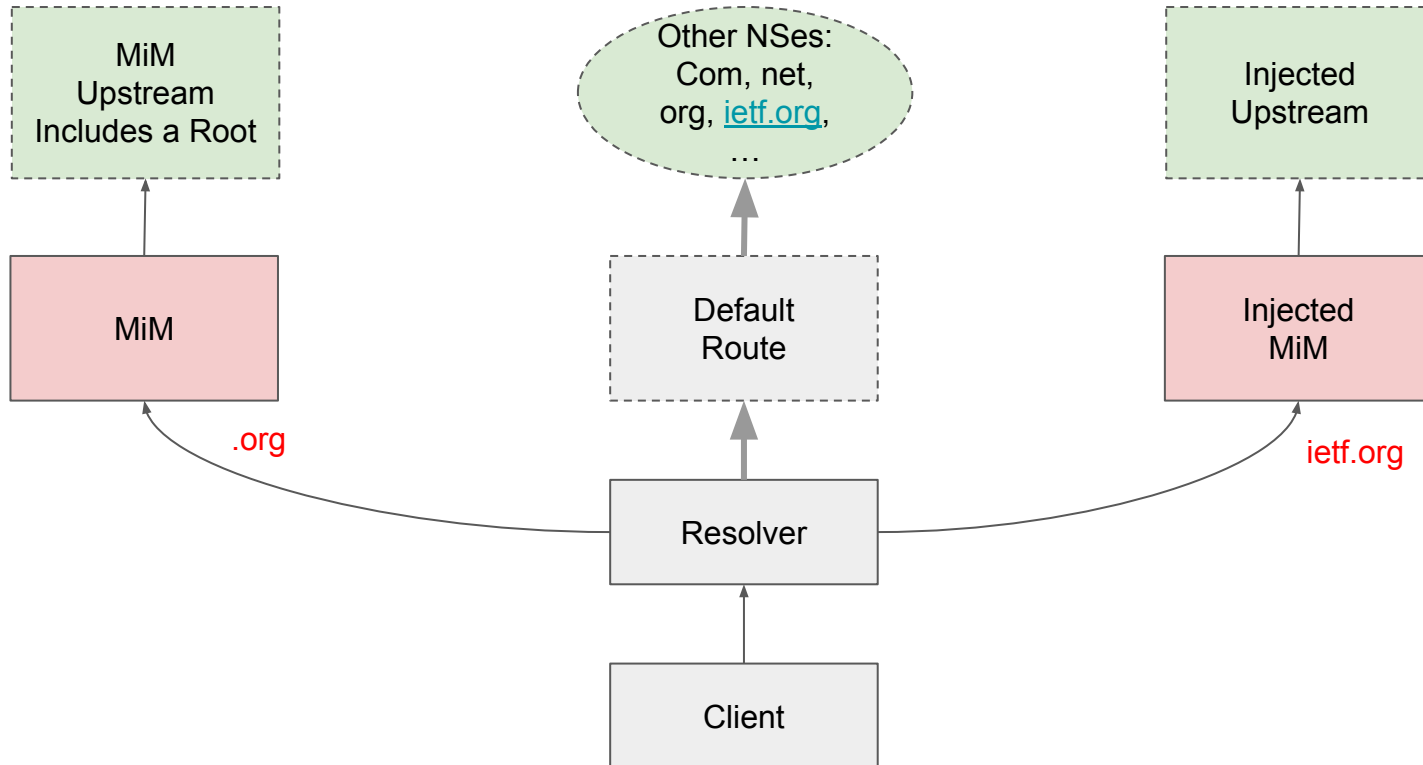 MiM
Upstream
Includes a Root
Other NSes:
Com, net,
org, ietf.org,
...
Injected
Upstream
MiM
Default
Route
Injected
MiM
.org
ietf.org
Resolver
Client